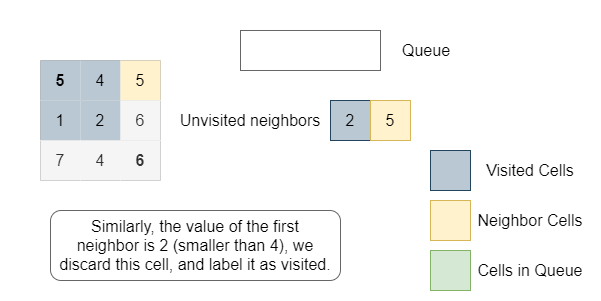 Queue
5 4 5
1 2 6
7 4 6
Unvisited neighbors 2 5
Visited Cells
Neighbor Cells
Cells in Queue
Similarly, the value of the first
neighbor is 2 (smaller than 4), we
discard this cell, and label it as visited.